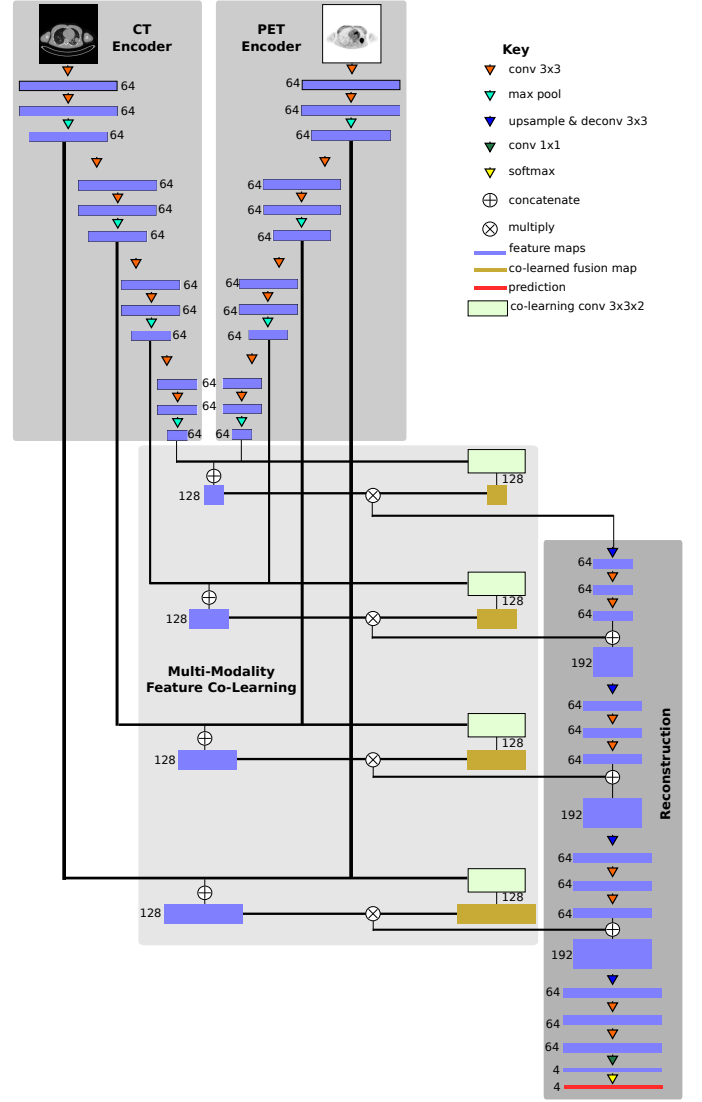 CT
Encoder
PET
Encoder
Key
conv 3x3
max pool
upsample & deconv 3x3
conv 1x1
softmax
concatenate
multiply
feature maps
co-learned fusion map
prediction
co-learning conv 3x3x2
64 64
64 64
64 64
64 64
64 64
64 64
64 64
64 64
64 64
64
64
64 64
128
128
64
64
64
128
128
192
Multi-Modality
Feature Co-Learning
64
64
64
128
128
192
Reconstruction
64
64
64
128
128
192
64
64
64
4
4